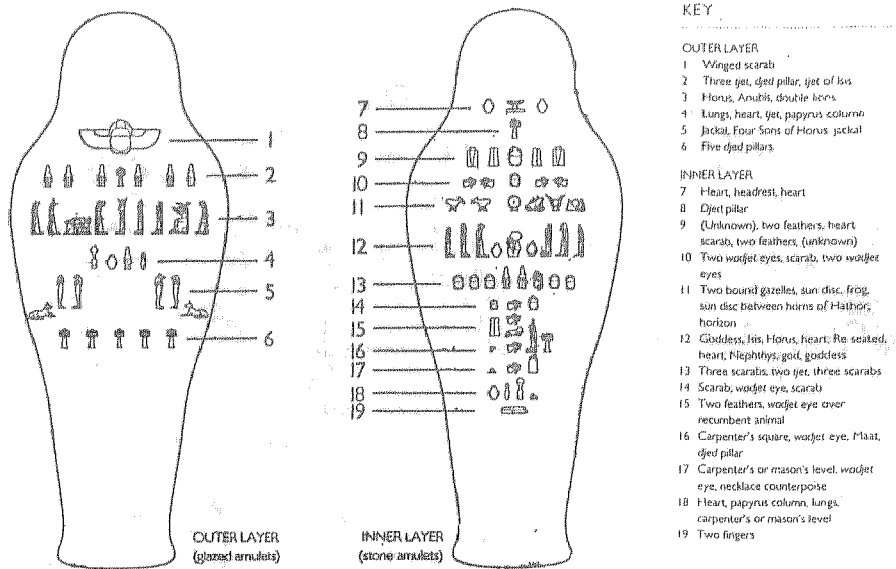 KEY
OUTER LAYER
1 Winged scarab
2 Three tjet, djed pillar, tjet of Isis
3 Horus, Anubis, double lions
4 Lungs, heart, tjet, papyrus column
5 Jackal, Four Sons of Horus, jackal
6 Five djed pillars
INNER LAYER
7 Heart, headrest, heart
8 Djed pillar
9 (Unknown), two feathers, heart
scarab, two feathers, (unknown)
10 Two wadjet eyes, scarab, two wadjet
eyes
11 Two bound gazelles, sun disc, frog,
sun disc between horns of Hathor,
horizon
12 Goddess, Isis, Horus, heart, Re seated,
heart, Nephthys, god, goddess
13 Three scarabs, two tjet, three scarabs
14 Scarab, wadjet eye, scarab
15 Two feathers, wadjet eye over
recumbent animal
16 Carpenter's square, wadjet eye, Maat,
djed pillar
17 Carpenter's or mason's level, wadjet
eye, necklace counterpoise
18 Heart, papyrus column, lungs,
carpenter's or mason's level
19 Two fingers
1
2
3
4
5
6
OUTER LAYER
(glazed amulets)
7
8
9
10
11
12
13
14
15
16
17
18
19
INNER LAYER
(stone amulets)